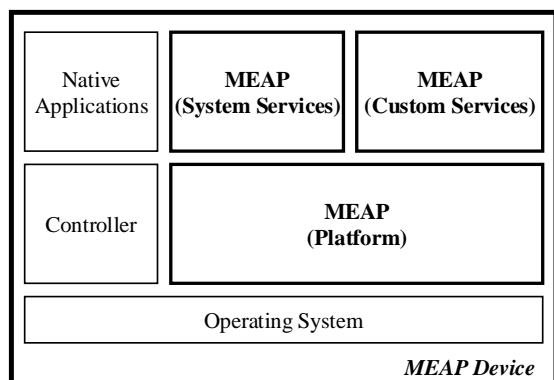 Native
Applications
MEAP
(System Services)
MEAP
(Custom Services)
Controller
MEAP
(Platform)
Operating System
MEAP Device